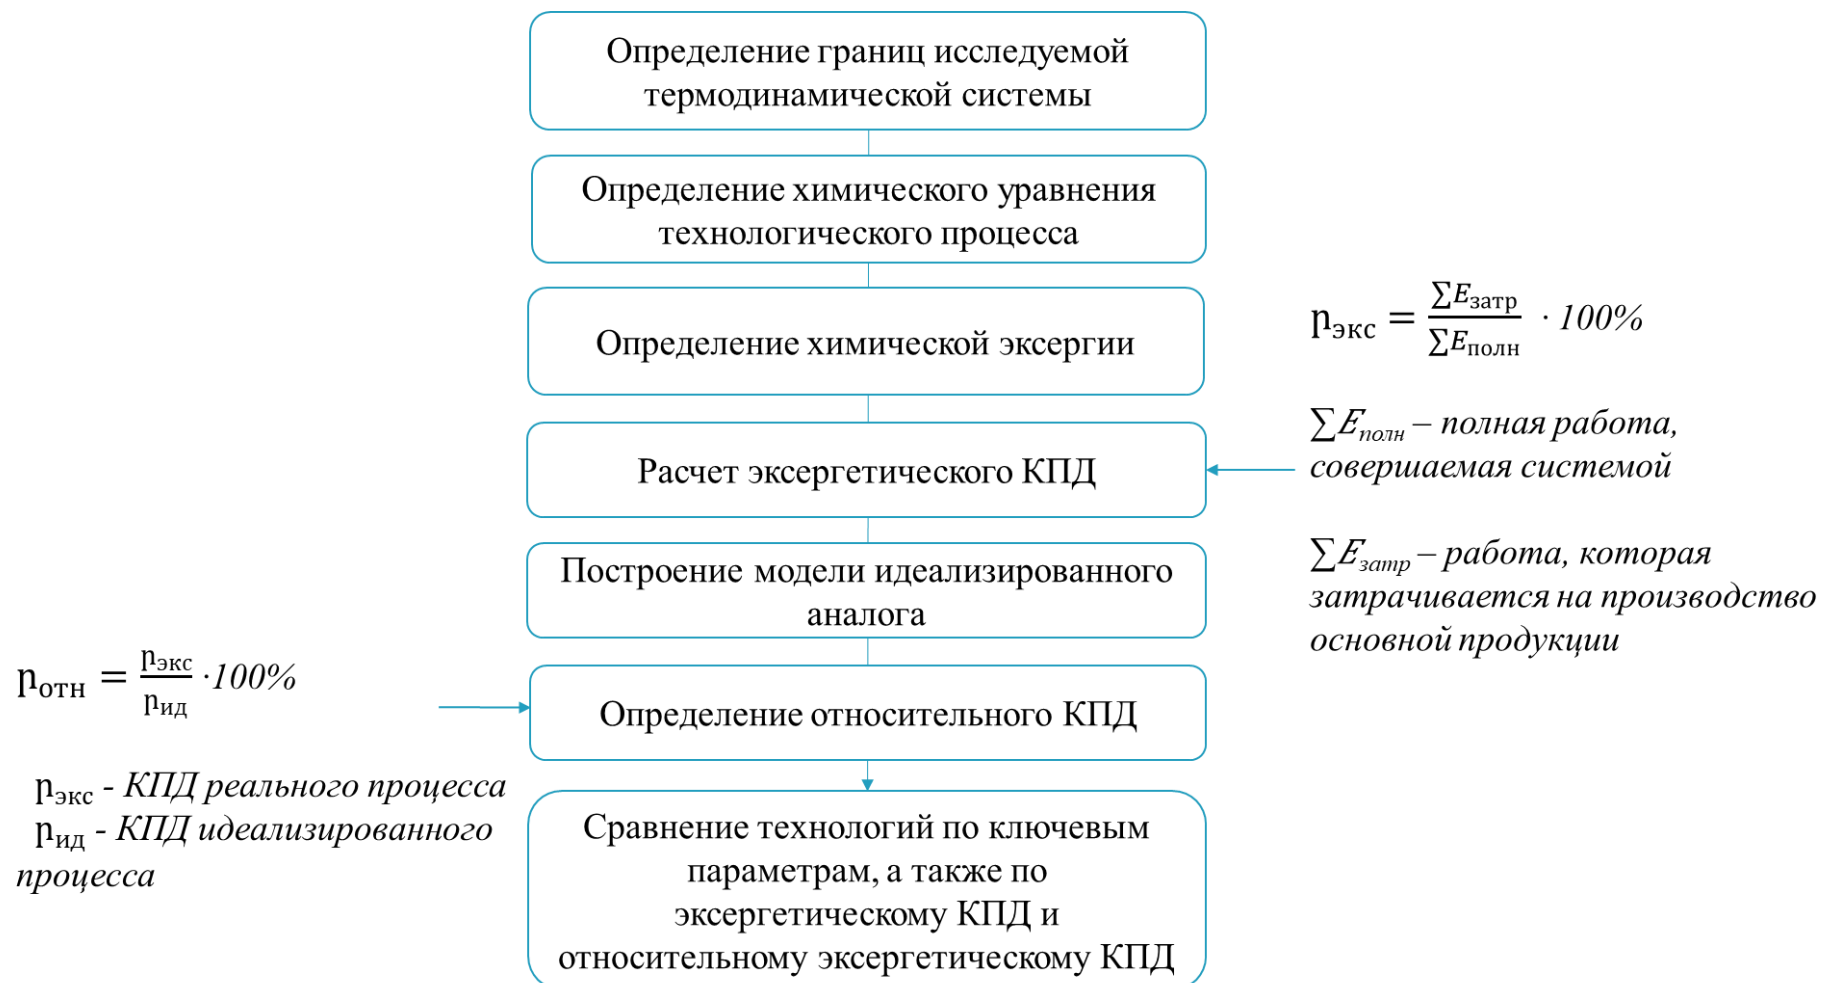 Определение границ исследуемой
термодинамической системы
Определение химического уравнения
технологического процесса
Определение химической эксергии
Расчет эксергетического КПД
ηэкс = ∑Eзатр / ∑Eполн · 100%
∑Eполн – полная работа,
совершаемая системой
∑Eзатр – работа, которая
затрачивается на производство
основной продукции
Построение модели идеализированного
аналога
Определение относительного КПД
ηотн = ηэкс / ηид ·100%
ηэкс - КПД реального процесса
ηид - КПД идеализированного
процесса
Сравнение технологий по ключевым
параметрам, а также по
эксергетическому КПД и
относительному эксергетическому КПД